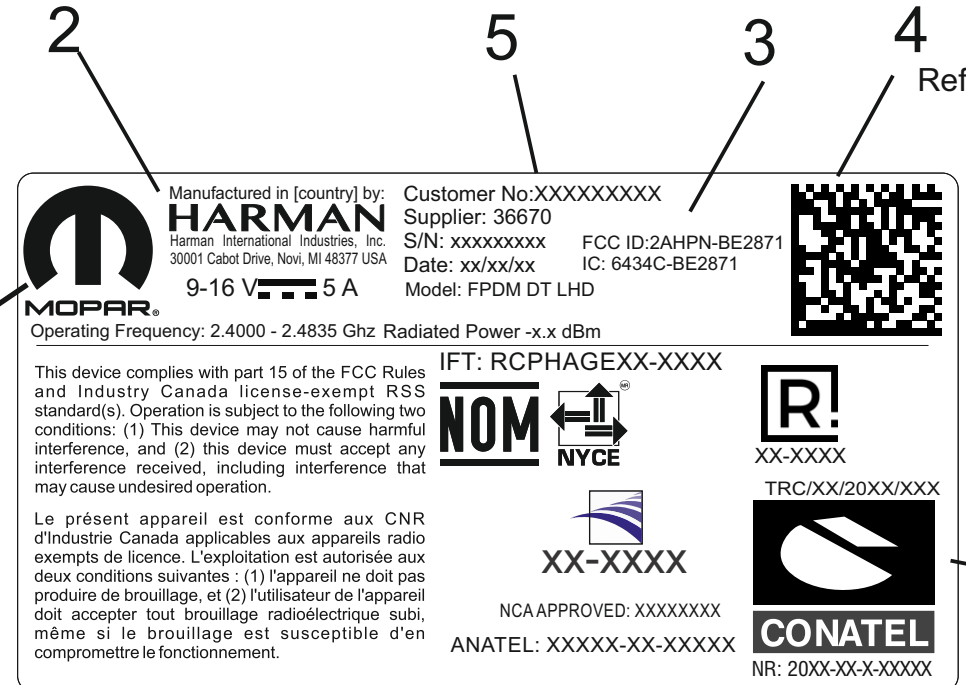 2
5
3
4
Ref
Manufactured in [country] by:
HARMAN
Harman International Industries, Inc.
30001 Cabot Drive, Novi, MI 48377 USA
9-16 V 5 A
MOPAR®
Customer No:XXXXXXXXX
Supplier: 36670
S/N: xxxxxxxxx
Date: xx/xx/xx
Model: FPDM DT LHD
FCC ID:2AHPN-BE2871
IC: 6434C-BE2871
Operating Frequency: 2.4000 - 2.4835 Ghz Radiated Power -x.x dBm
This device complies with part 15 of the FCC Rules
and Industry Canada license-exempt RSS
standard(s). Operation is subject to the following two
conditions: (1) This device may not cause harmful
interference, and (2) this device must accept any
interference received, including interference that
may cause undesired operation.
Le présent appareil est conforme aux CNR
d'Industrie Canada applicables aux appareils radio
exempts de licence. L'exploitation est autorisée aux
deux conditions suivantes : (1) l'appareil ne doit pas
produire de brouillage, et (2) l'utilisateur de l'appareil
doit accepter tout brouillage radioélectrique subi,
même si le brouillage est susceptible d'en
compromettre le fonctionnement.
IFT: RCPHAGEXX-XXXX
NOM
NYCE
R
XX-XXXX
TRC/XX/20XX/XXX
XX-XXXX
NCA APPROVED: XXXXXXXX
ANATEL: XXXXX-XX-XXXXX
CONATEL
NR: 20XX-XX-X-XXXXX